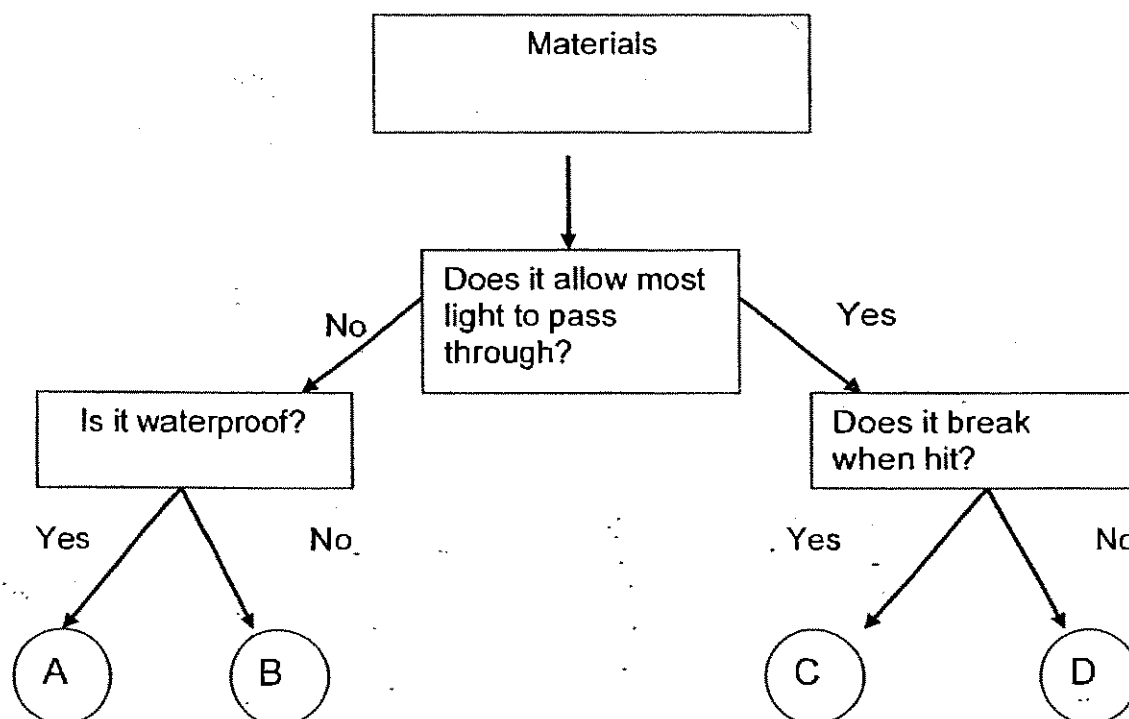 Materials
Does it allow most
light to pass
through?
No
Yes
Is it waterproof?
Does it break
when hit?
Yes
No
Yes
No
A
B
C
D